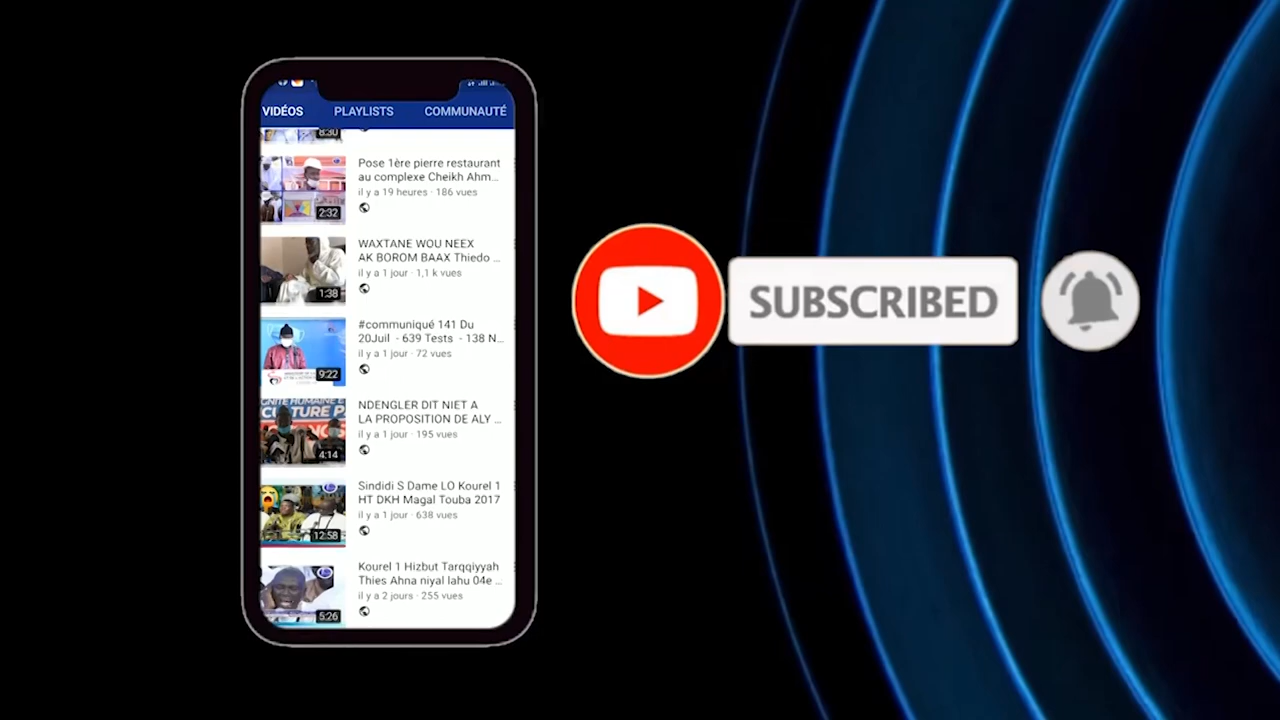 VIDÉOS PLAYLISTS COMMUNAUTÉ
8:30
Pose 1ère pierre restaurant
au complexe Cheikh Ahm...
il y a 19 heures · 186 vues
2:32
WAXTANE WOU NEEX
AK BOROM BAAX Thiedo ...
il y a 1 jour · 1,1 k vues
1:38
#communiqué 141 Du
20Juil - 639 Tests - 138 N...
il y a 1 jour · 72 vues
9:22
NDENGLER DIT NIET A
LA PROPOSITION DE ALY ...
il y a 1 jour · 195 vues
CULTURE P
4:14
Sindidi S Dame LO Kourel 1
HT DKH Magal Touba 2017
il y a 1 jour · 638 vues
12:58
Kourel 1 Hizbut Tarqqiyyah
Thies Ahna niyal lahu 04e ...
il y a 2 jours · 255 vues
5:26
SUBSCRIBED